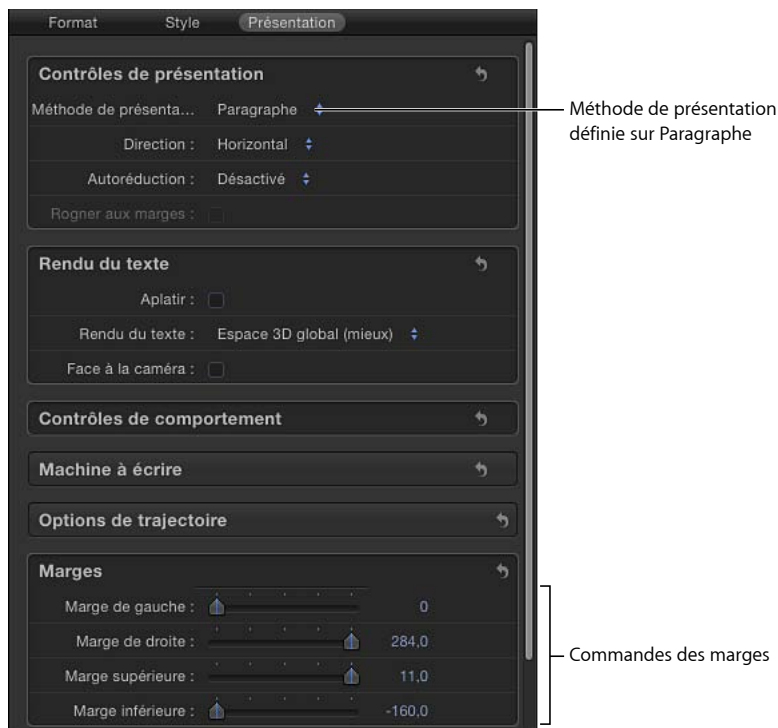 Format Style Présentation
Contrôles de présentation
Méthode de présenta... Paragraphe
Direction : Horizontal
Autoréduction : Désactivé
Rogner aux marges :
Rendu du texte
Aplatir :
Rendu du texte : Espace 3D global (mieux)
Face à la caméra :
Contrôles de comportement
Machine à écrire
Options de trajectoire
Marges
Marge de gauche : 0
Marge de droite : 284,0
Marge supérieure : 11,0
Marge inférieure : -160,0
Méthode de présentation
définie sur Paragraphe
Commandes des marges